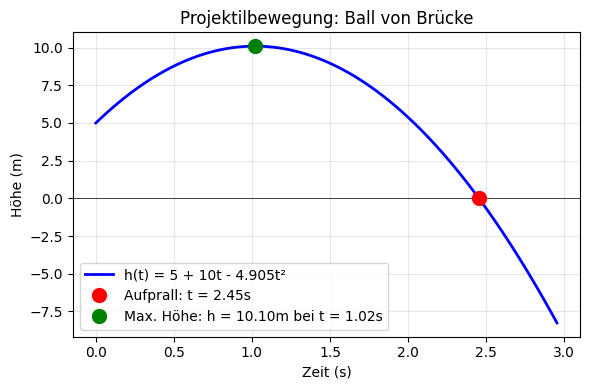 Projektilbewegung: Ball von Brücke
10.0
7.5
5.0
2.5
0.0
−2.5
−5.0
−7.5
Höhe (m)
h(t) = 5 + 10t - 4.905t²
Aufprall: t = 2.45s
Max. Höhe: h = 10.10m bei t = 1.02s
0.0 0.5 1.0 1.5 2.0 2.5 3.0
Zeit (s)